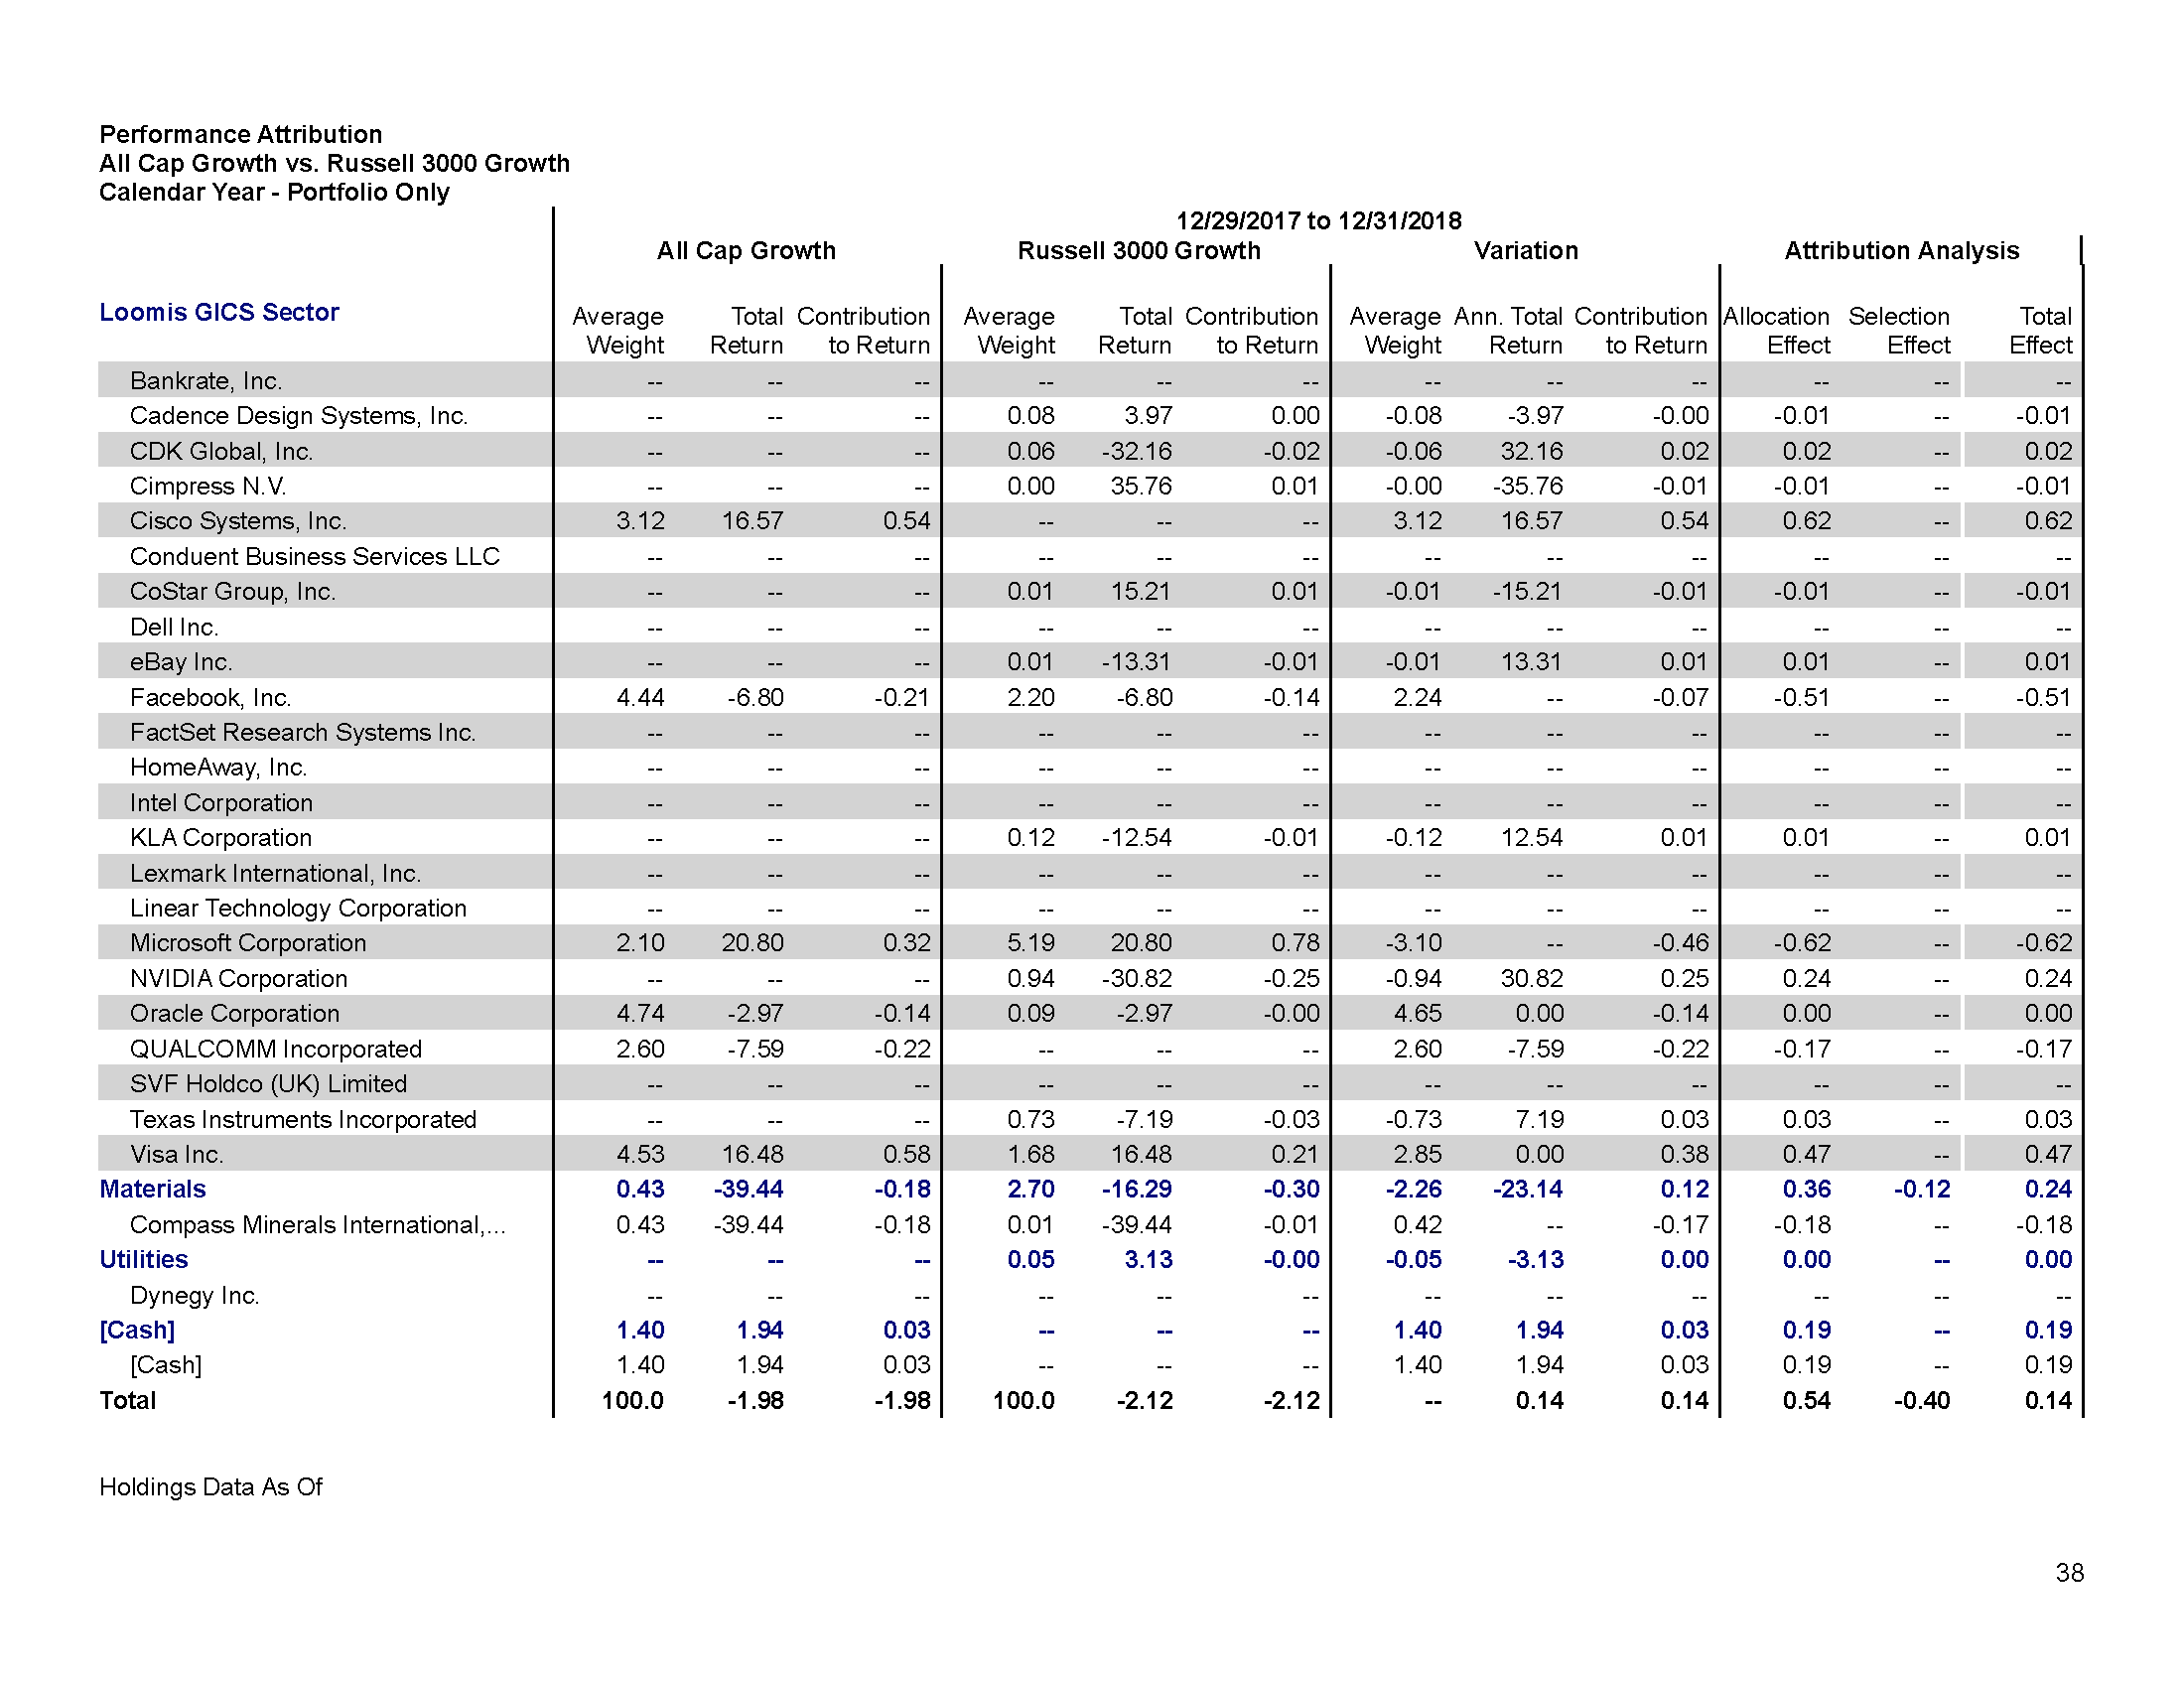 Performance Attribution
All Cap Growth vs. Russell 3000 Growth
Calendar Year - Portfolio Only
12/29/2017 to 12/31/2018
All Cap Growth Russell 3000 Growth Variation Attribution Analysis
Loomis GICS Sector
Average Total Contribution Average Total Contribution Average Ann. Total Contribution Allocation Selection Total
Weight Return to Return Weight Return to Return Weight Return to Return Effect Effect Effect
Bankrate, Inc. -- -- -- -- -- -- -- -- -- -- -- --
Cadence Design Systems, Inc. -- -- -- 0.08 3.97 0.00 -0.08 -3.97 -0.00 -0.01 -- -0.01
CDK Global, Inc. -- -- -- 0.06 -32.16 -0.02 -0.06 32.16 0.02 0.02 -- 0.02
Cimpress N.V. -- -- -- 0.00 35.76 0.01 -0.00 -35.76 -0.01 -0.01 -- -0.01
Cisco Systems, Inc. 3.12 16.57 0.54 -- -- -- 3.12 16.57 0.54 0.62 -- 0.62
Conduent Business Services LLC -- -- -- -- -- -- -- -- -- -- -- --
CoStar Group, Inc. -- -- -- 0.01 15.21 0.01 -0.01 -15.21 -0.01 -0.01 -- -0.01
Dell Inc. -- -- -- -- -- -- -- -- -- -- -- --
eBay Inc. -- -- -- 0.01 -13.31 -0.01 -0.01 13.31 0.01 0.01 -- 0.01
Facebook, Inc. 4.44 -6.80 -0.21 2.20 -6.80 -0.14 2.24 -- -0.07 -0.51 -- -0.51
FactSet Research Systems Inc. -- -- -- -- -- -- -- -- -- -- -- --
HomeAway, Inc. -- -- -- -- -- -- -- -- -- -- -- --
Intel Corporation -- -- -- -- -- -- -- -- -- -- -- --
KLA Corporation -- -- -- 0.12 -12.54 -0.01 -0.12 12.54 0.01 0.01 -- 0.01
Lexmark International, Inc. -- -- -- -- -- -- -- -- -- -- -- --
Linear Technology Corporation -- -- -- -- -- -- -- -- -- -- -- --
Microsoft Corporation 2.10 20.80 0.32 5.19 20.80 0.78 -3.10 -- -0.46 -0.62 -- -0.62
NVIDIA Corporation -- -- -- 0.94 -30.82 -0.25 -0.94 30.82 0.25 0.24 -- 0.24
Oracle Corporation 4.74 -2.97 -0.14 0.09 -2.97 -0.00 4.65 0.00 -0.14 0.00 -- 0.00
QUALCOMM Incorporated 2.60 -7.59 -0.22 -- -- -- 2.60 -7.59 -0.22 -0.17 -- -0.17
SVF Holdco (UK) Limited -- -- -- -- -- -- -- -- -- -- -- --
Texas Instruments Incorporated -- -- -- 0.73 -7.19 -0.03 -0.73 7.19 0.03 0.03 -- 0.03
Visa Inc. 4.53 16.48 0.58 1.68 16.48 0.21 2.85 0.00 0.38 0.47 -- 0.47
Materials 0.43 -39.44 -0.18 2.70 -16.29 -0.30 -2.26 -23.14 0.12 0.36 -0.12 0.24
Compass Minerals International,... 0.43 -39.44 -0.18 0.01 -39.44 -0.01 0.42 -- -0.17 -0.18 -- -0.18
Utilities -- -- -- 0.05 3.13 -0.00 -0.05 -3.13 0.00 0.00 -- 0.00
Dynegy Inc. -- -- -- -- -- -- -- -- -- -- -- --
[Cash] 1.40 1.94 0.03 -- -- -- 1.40 1.94 0.03 0.19 -- 0.19
[Cash] 1.40 1.94 0.03 -- -- -- 1.40 1.94 0.03 0.19 -- 0.19
Total 100.0 -1.98 -1.98 100.0 -2.12 -2.12 -- 0.14 0.14 0.54 -0.40 0.14
Holdings Data As Of
38